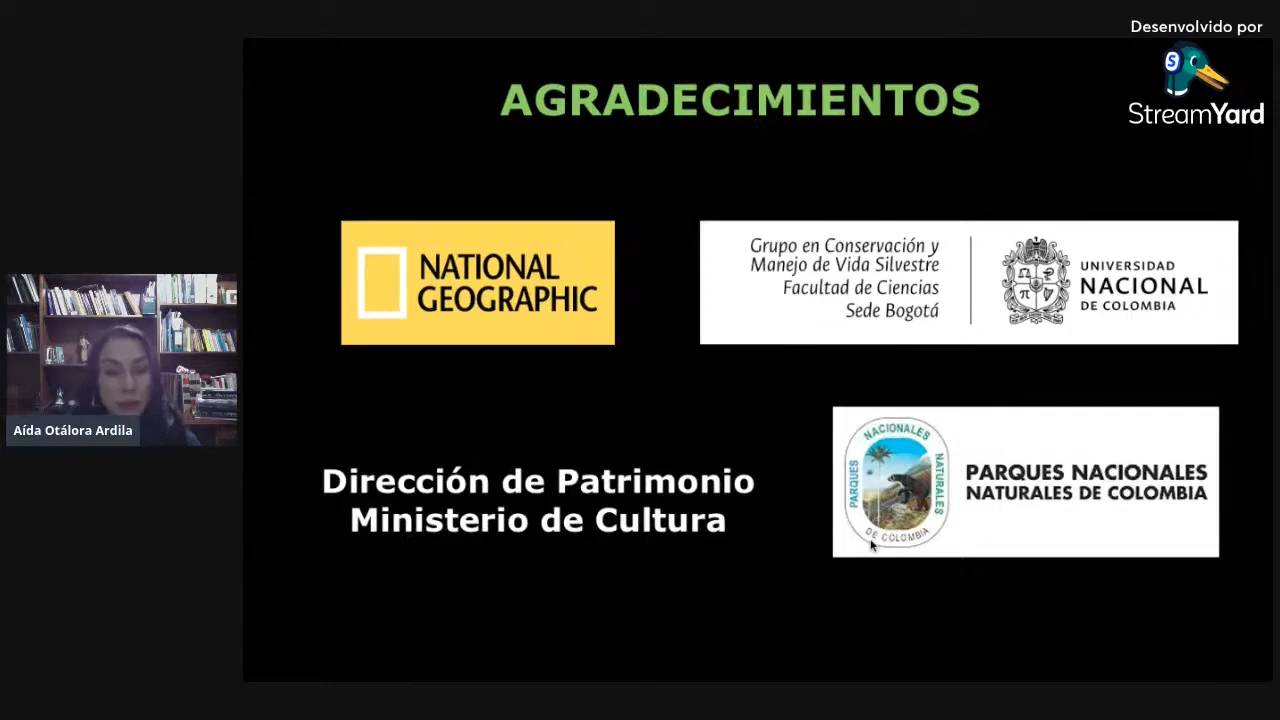 Desenvolvido por
StreamYard
AGRADECIMIENTOS
NATIONAL
GEOGRAPHIC
Grupo en Conservación y
Manejo de Vida Silvestre
Facultad de Ciencias
Sede Bogotá
UNIVERSIDAD
NACIONAL
DE COLOMBIA
Aída Otálora Ardila
Dirección de Patrimonio
Ministerio de Cultura
PARQUES
NACIONALES
NATURALES
DE COLOMBIA
PARQUES NACIONALES
NATURALES DE COLOMBIA